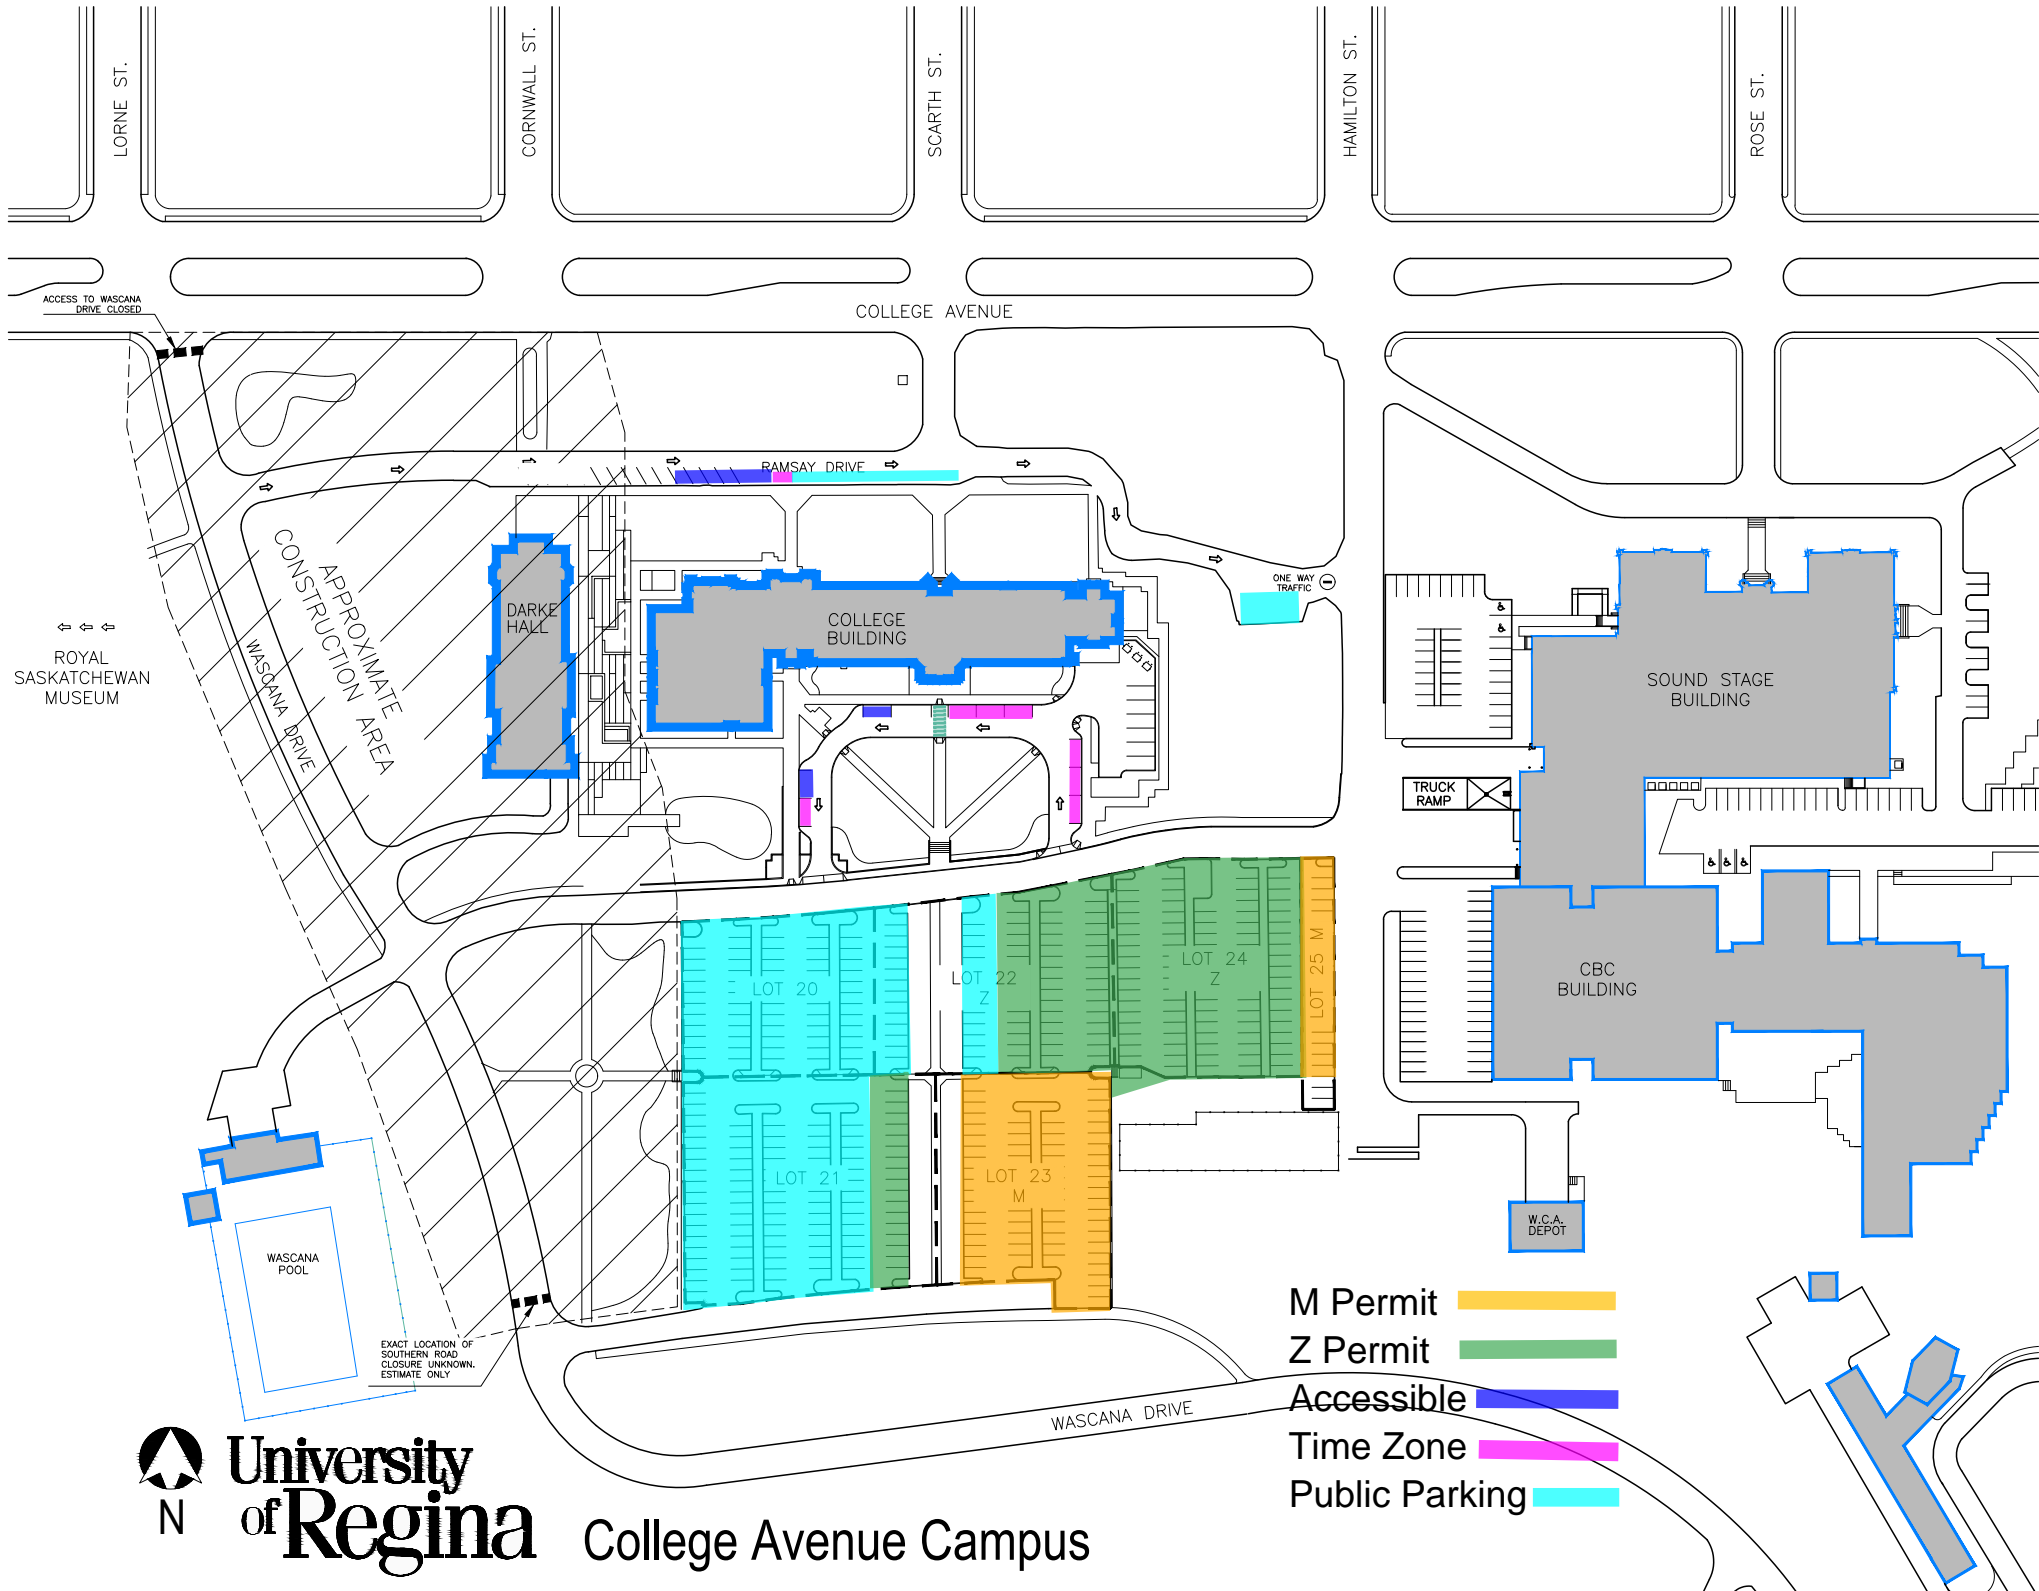 LORNE ST.
CORNWALL ST.
SCARTH ST.
HAMILTON ST.
ROSE ST.
ACCESS TO WASCANA
DRIVE CLOSED
COLLEGE AVENUE
RAMSAY DRIVE
APPROXIMATE
CONSTRUCTION AREA
WASCANA DRIVE
ROYAL
SASKATCHEWAN
MUSEUM
DARKE
HALL
COLLEGE
BUILDING
ONE WAY
TRAFFIC
SOUND STAGE
BUILDING
TRUCK
RAMP
LOT 20
LOT 22
Z
LOT 24
Z
LOT 25 M
CBC
BUILDING
LOT 21
LOT 23
M
W.C.A.
DEPOT
WASCANA
POOL
EXACT LOCATION OF
SOUTHERN ROAD
CLOSURE UNKNOWN.
ESTIMATE ONLY
WASCANA DRIVE
M Permit
Z Permit
Accessible
Time Zone
Public Parking
N
University
of Regina
College Avenue Campus